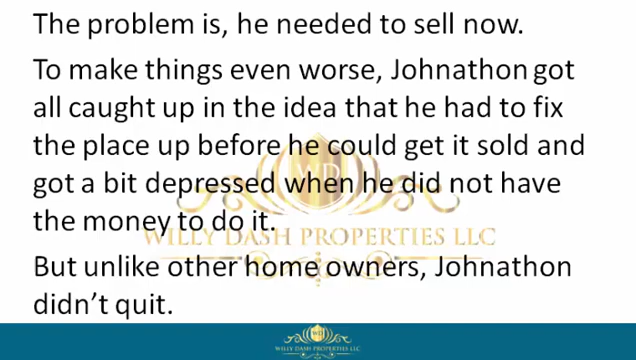 The problem is, he needed to sell now.
To make things even worse, Johnathon got
all caught up in the idea that he had to fix
the place up before he could get it sold and
got a bit depressed when he did not have
the money to do it.
WILLY DASH PROPERTIES LLC
But unlike other home owners, Johnathon
didn't quit.
WILLY DASH PROPERTIES LLC